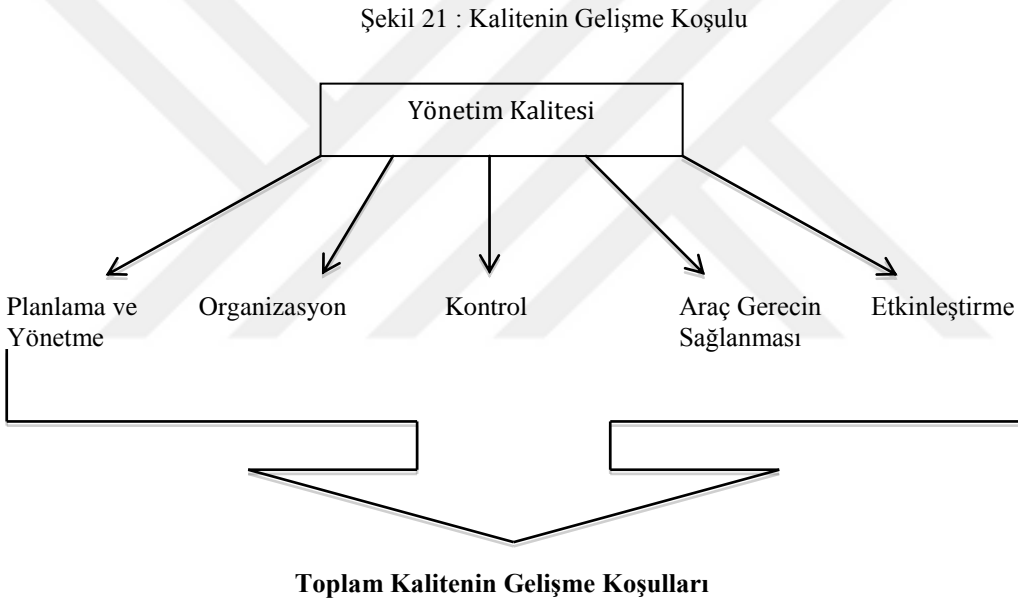 Şekil 21 : Kalitenin Gelişme Koşulu
Yönetim Kalitesi
Planlama ve
Yönetme
Organizasyon
Kontrol
Araç Gerecin
Sağlanması
Etkinleştirme
Toplam Kalitenin Gelişme Koşulları